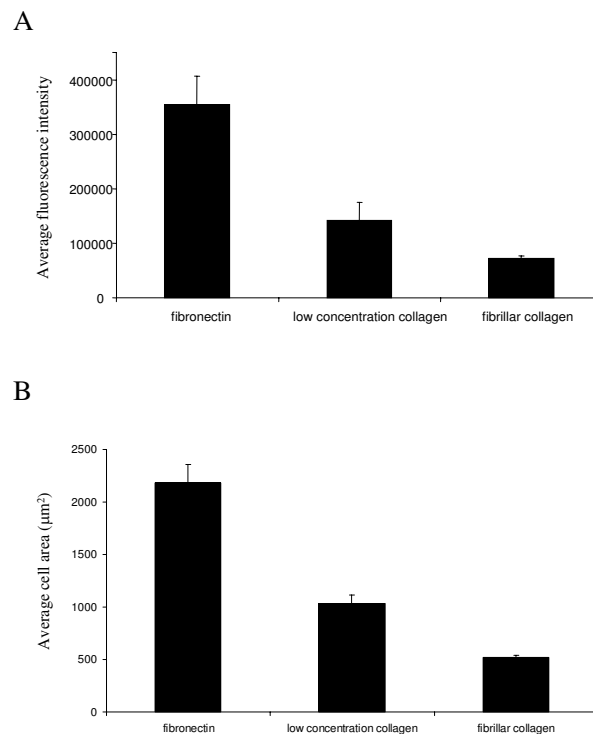 A
Average fluorescence intensity
400000
300000
200000
100000
0
fibronectin
low concentration collagen
fibrillar collagen
B
Average cell area (µm²)
2500
2000
1500
1000
500
0
fibronectin
low concentration collagen
fibrillar collagen